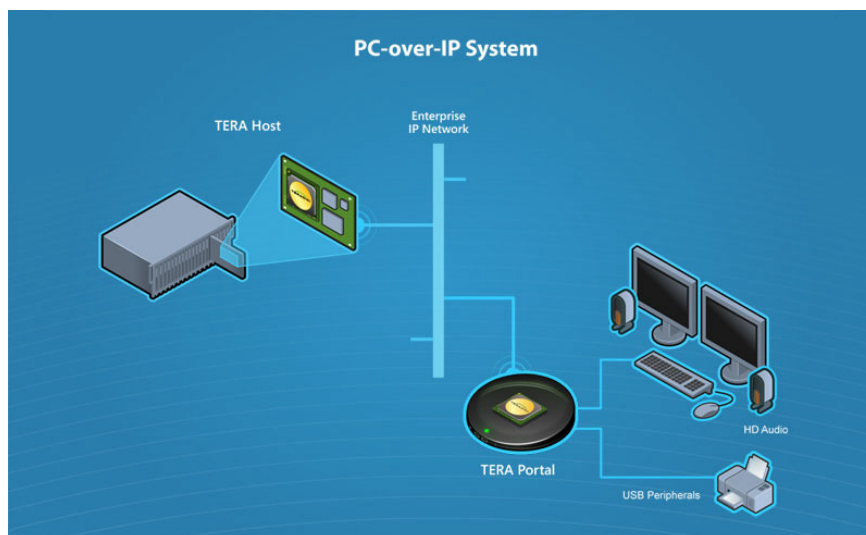 PC-over-IP System
TERA Host
Enterprise
IP Network
HD Audio
TERA Portal
USB Peripherals